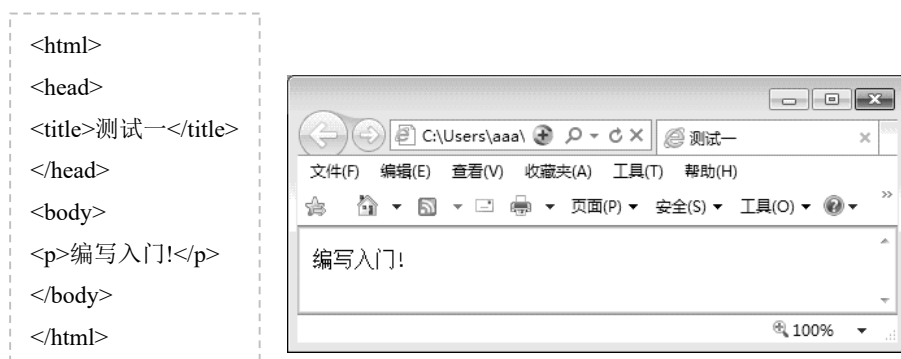 <html>
<head>
<title>测试一</title>
</head>
<body>
<p>编写入门!</p>
</body>
</html>
C:\Users\aaa\
测试一
文件(F) 编辑(E) 查看(V) 收藏夹(A) 工具(T) 帮助(H)
页面(P) 安全(S) 工具(O)
编写入门!
100%